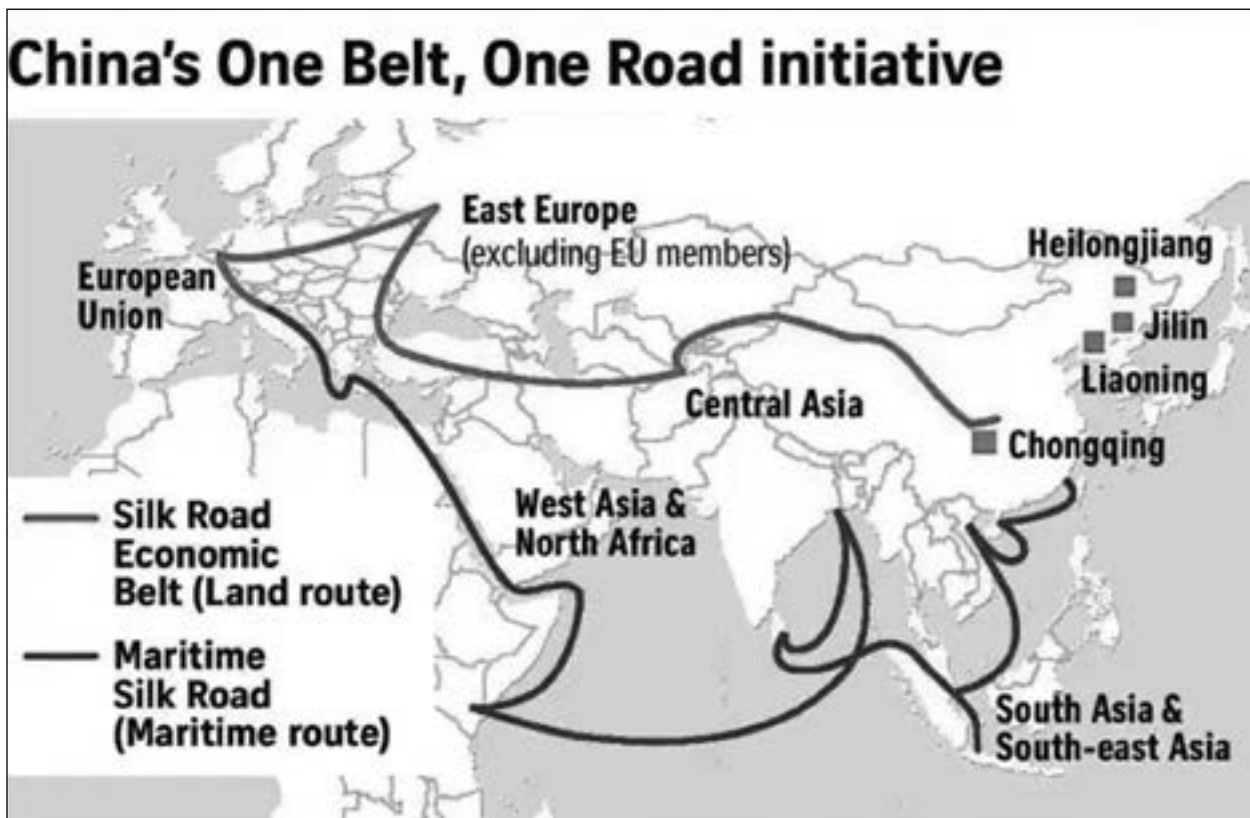 China's One Belt, One Road initiative
East Europe
(excluding EU members)
European
Union
Heilongjiang
Jilin
Liaoning
Central Asia
Chongqing
West Asia &
North Africa
Silk Road
Economic
Belt (Land route)
Maritime
Silk Road
(Maritime route)
South Asia &
South-east Asia